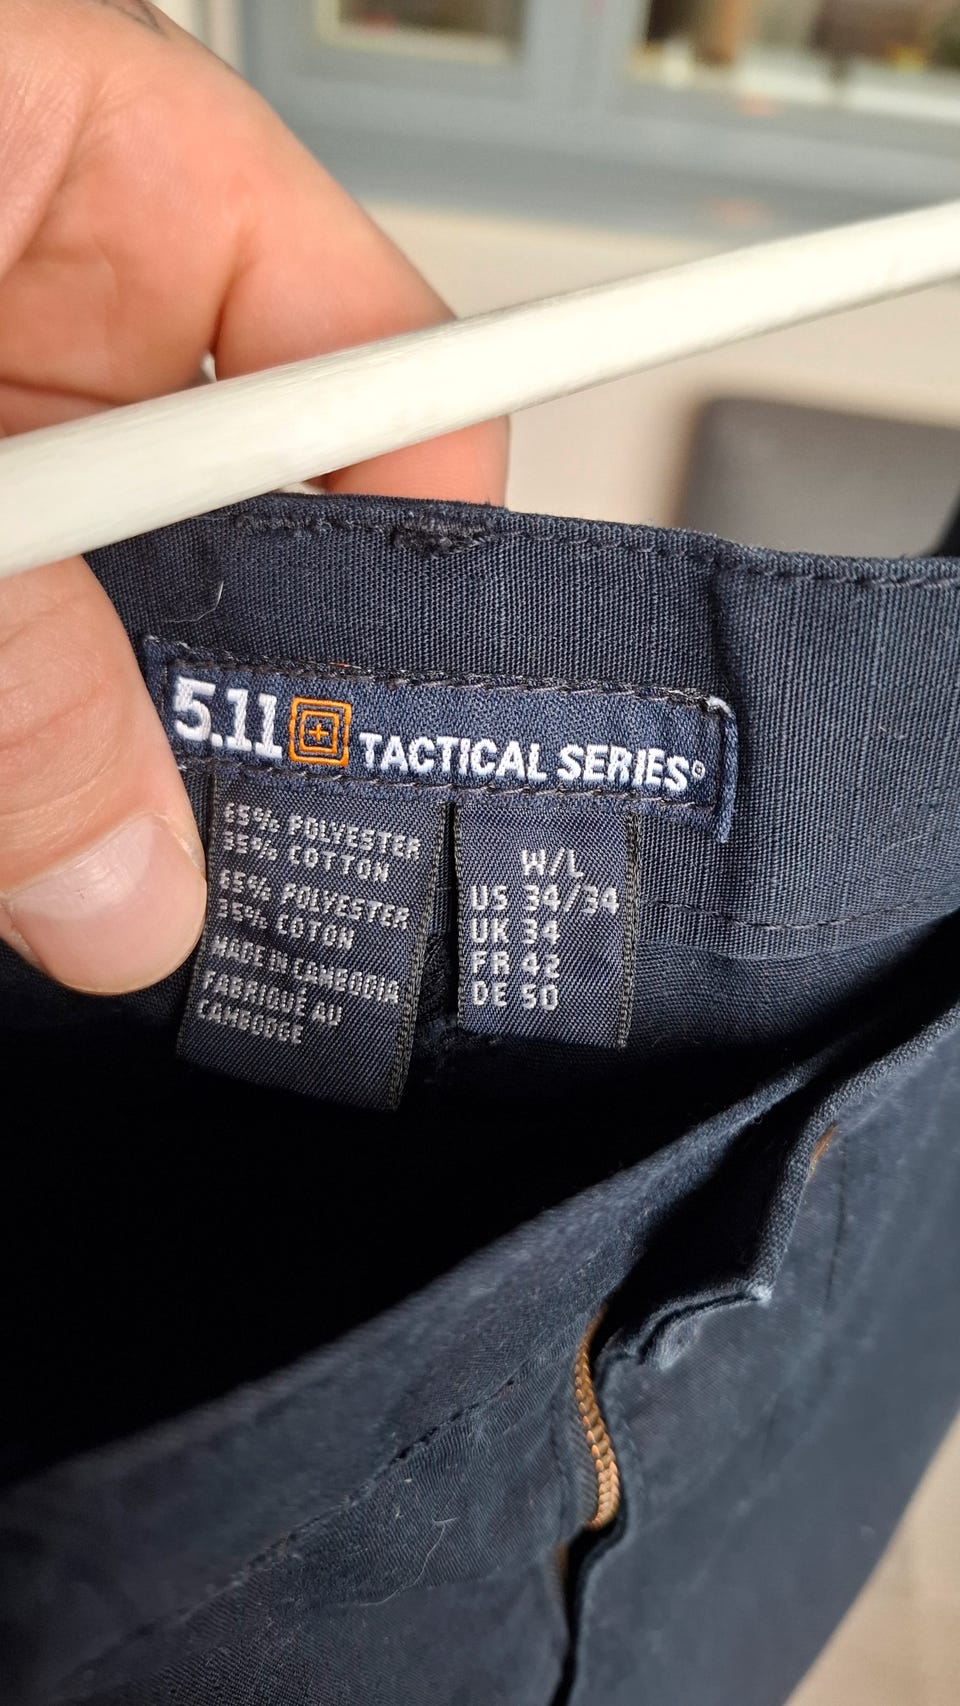 5.11 TACTICAL SERIES®
65% POLYESTER
35% COTTON
65% POLYESTER
35% COTON
MADE IN CAMBODIA
FABRIQUÉ AU
CAMBODGE
W/L
US 34/34
UK 34
FR 42
DE 50